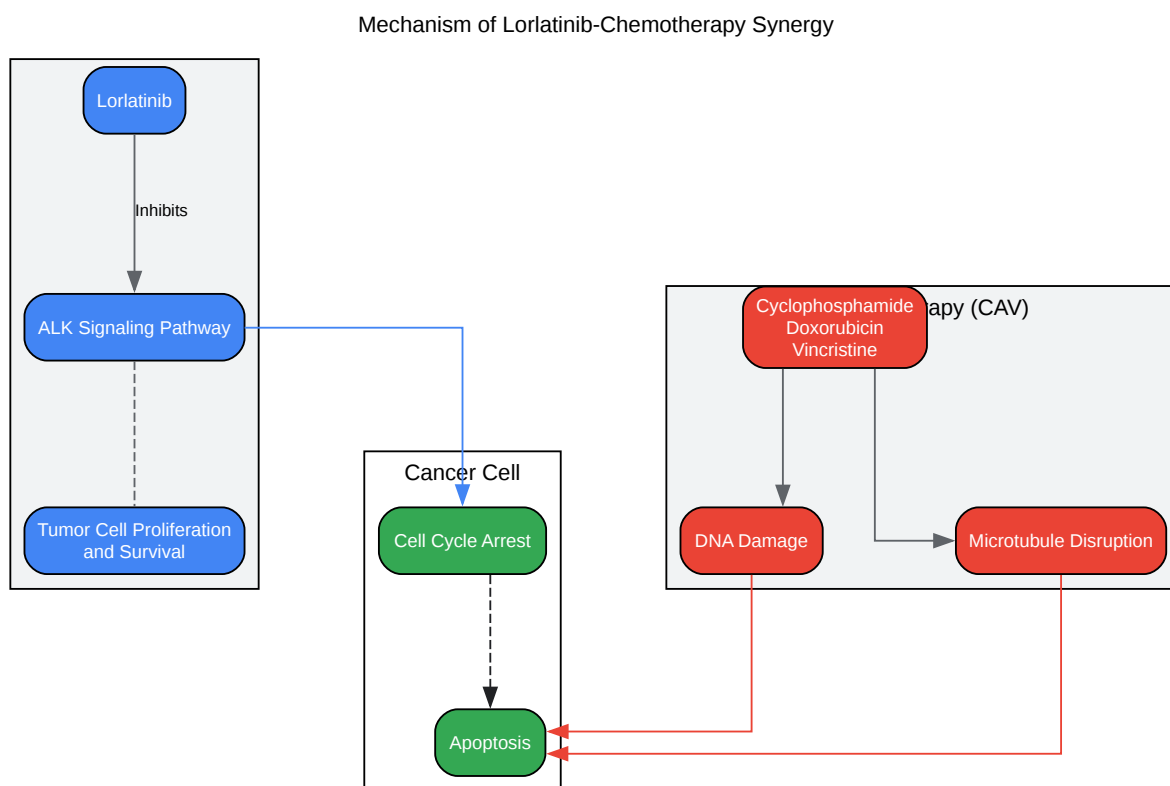 Mechanism of Lorlatinib-Chemotherapy Synergy
Lorlatinib
Inhibits
ALK Signaling Pathway
Tumor Cell Proliferation
and Survival
Cancer Cell
Cell Cycle Arrest
Apoptosis
Cyclophosphamide
Doxorubicin
Vincristine
(CAV)
DNA Damage
Microtubule Disruption